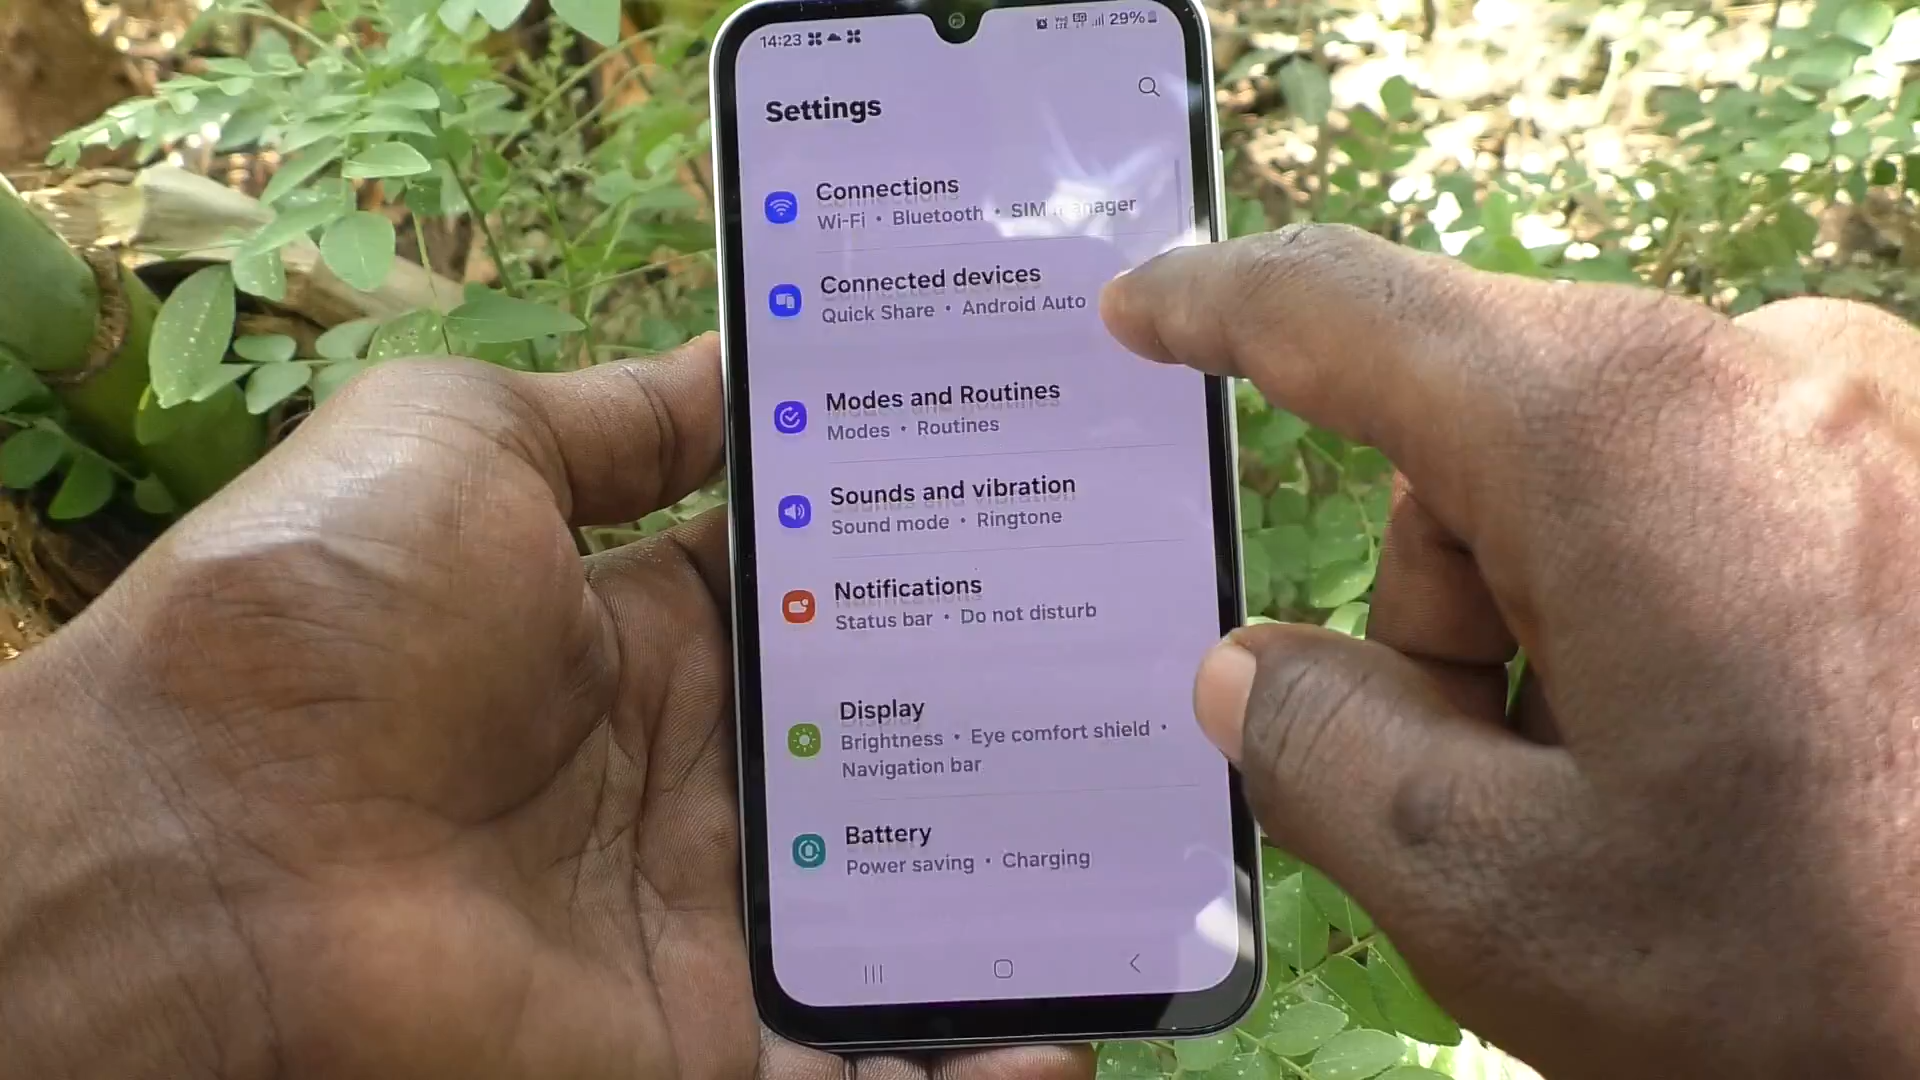 14:23
29%
Settings
Connections
Wi-Fi • Bluetooth • SIM manager
Connected devices
Quick Share • Android Auto
Modes and Routines
Modes • Routines
Sounds and vibration
Sound mode • Ringtone
Notifications
Status bar • Do not disturb
Display
Brightness • Eye comfort shield •
Navigation bar
Battery
Power saving • Charging